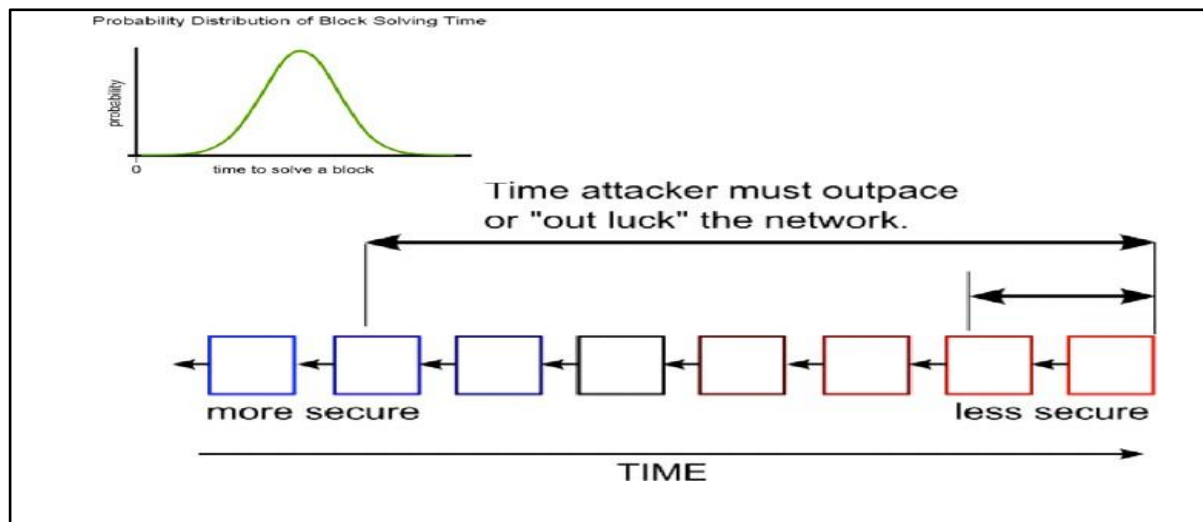 Probability Distribution of Block Solving Time
probability
0
time to solve a block
Time attacker must outpace
or "out luck" the network.
more secure
less secure
TIME